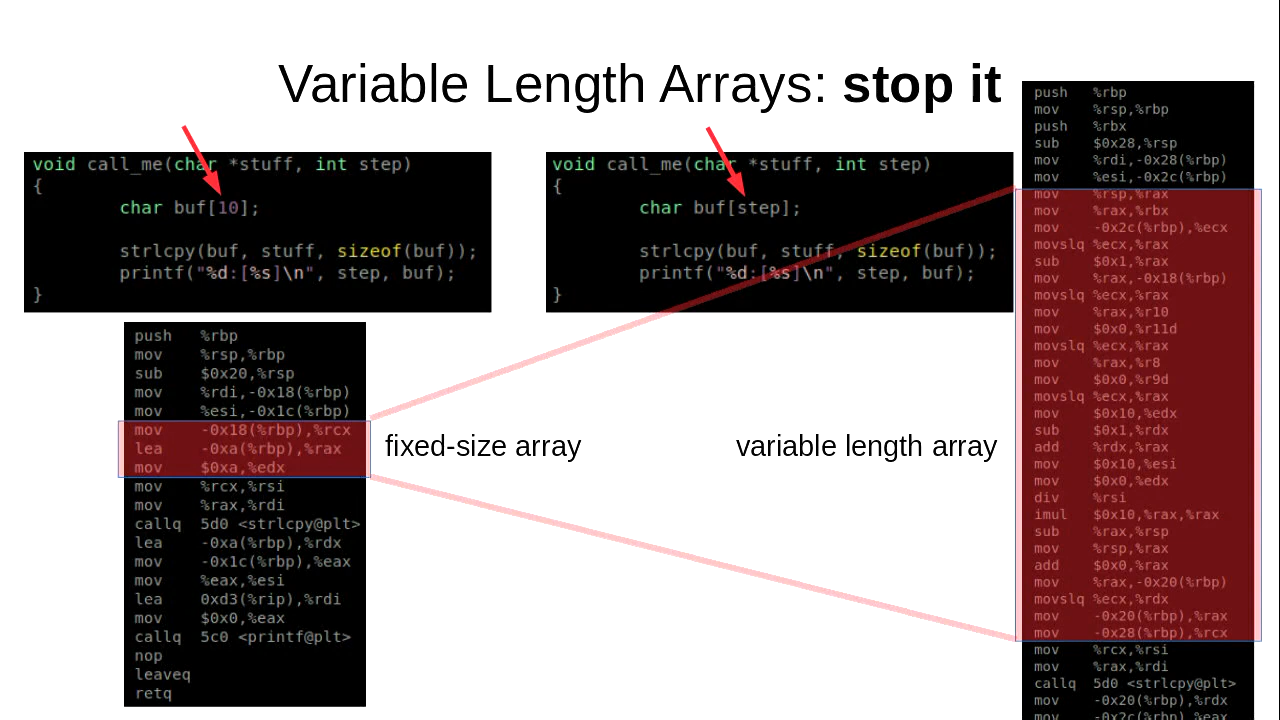 Variable Length Arrays: stop it
void call_me(char *stuff, int step)
{
char buf[10];
strlcpy(buf, stuff, sizeof(buf));
printf("%d:[%s]\n", step, buf);
}
void call_me(char *stuff, int step)
{
char buf[step];
strlcpy(buf, stuff, sizeof(buf));
printf("%d:[%s]\n", step, buf);
}
push %rbp
mov %rsp,%rbp
sub $0x20,%rsp
mov %rdi,-0x18(%rbp)
mov %esi,-0x1c(%rbp)
mov -0x18(%rbp),%rcx
lea -0xa(%rbp),%rax
mov $0xa,%edx
mov %rcx,%rsi
mov %rax,%rdi
callq 5d0 <strlcpy@plt>
lea -0xa(%rbp),%rdx
mov -0x1c(%rbp),%eax
mov %eax,%esi
lea 0xd3(%rip),%rdi
mov $0x0,%eax
callq 5c0 <printf@plt>
nop
leaveq
retq
fixed-size array
variable length array
push %rbp
mov %rsp,%rbp
push %rbx
sub $0x28,%rsp
mov %rdi,-0x28(%rbp)
mov %esi,-0x2c(%rbp)
mov %rsp,%rax
mov %rax,%rbx
mov -0x2c(%rbp),%ecx
movslq %ecx,%rax
sub $0x1,%rax
mov %rax,-0x18(%rbp)
movslq %ecx,%rax
mov %rax,%r10
mov $0x0,%r11d
movslq %ecx,%rax
mov %rax,%r8
mov $0x0,%r9d
movslq %ecx,%rax
mov $0x10,%edx
sub $0x1,%rdx
add %rdx,%rax
mov $0x10,%esi
mov $0x0,%edx
div %rsi
imul $0x10,%rax,%rax
sub %rax,%rsp
mov %rsp,%rax
add $0x0,%rax
mov %rax,-0x20(%rbp)
movslq %ecx,%rdx
mov -0x20(%rbp),%rax
mov -0x28(%rbp),%rcx
mov %rcx,%rsi
mov %rax,%rdi
callq 5d0 <strlcpy@plt>
mov -0x20(%rbp),%rdx
mov -0x2c(%rbp),%eax